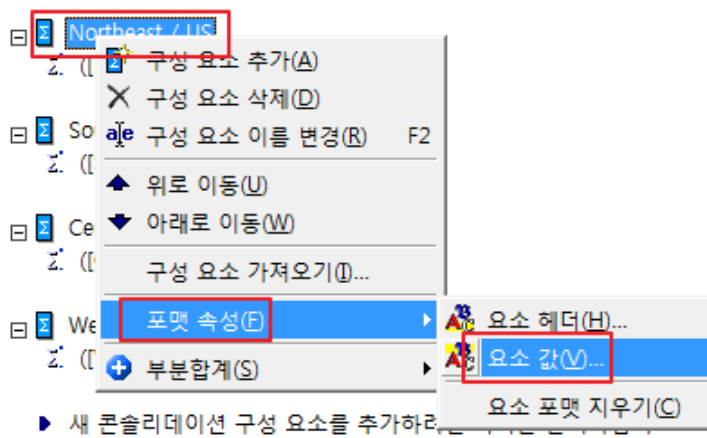 Northeast / US
([
구성 요소 추가(A)
구성 요소 삭제(D)
So
구성 요소 이름 변경(R) F2
([
위로 이동(U)
Ce
아래로 이동(W)
([
구성 요소 가져오기(I)...
We
포맷 속성(F)
요소 헤더(H)...
([
부분합계(S)
요소 값(V)...
요소 포맷 지우기(C)
새 콘솔리데이션 구성 요소를 추가하려